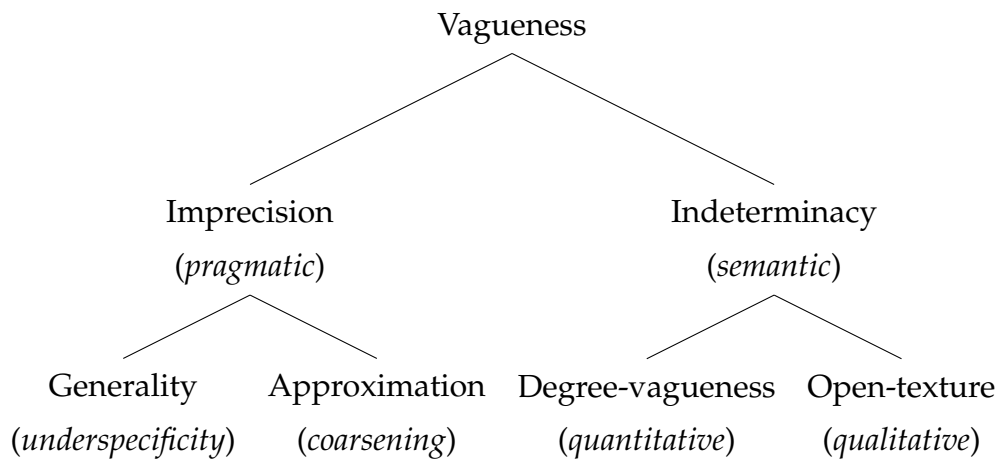 Vagueness
Imprecision Indeterminacy
(pragmatic) (semantic)
Generality Approximation Degree-vagueness Open-texture
(underspecificity) (coarsening) (quantitative) (qualitative)